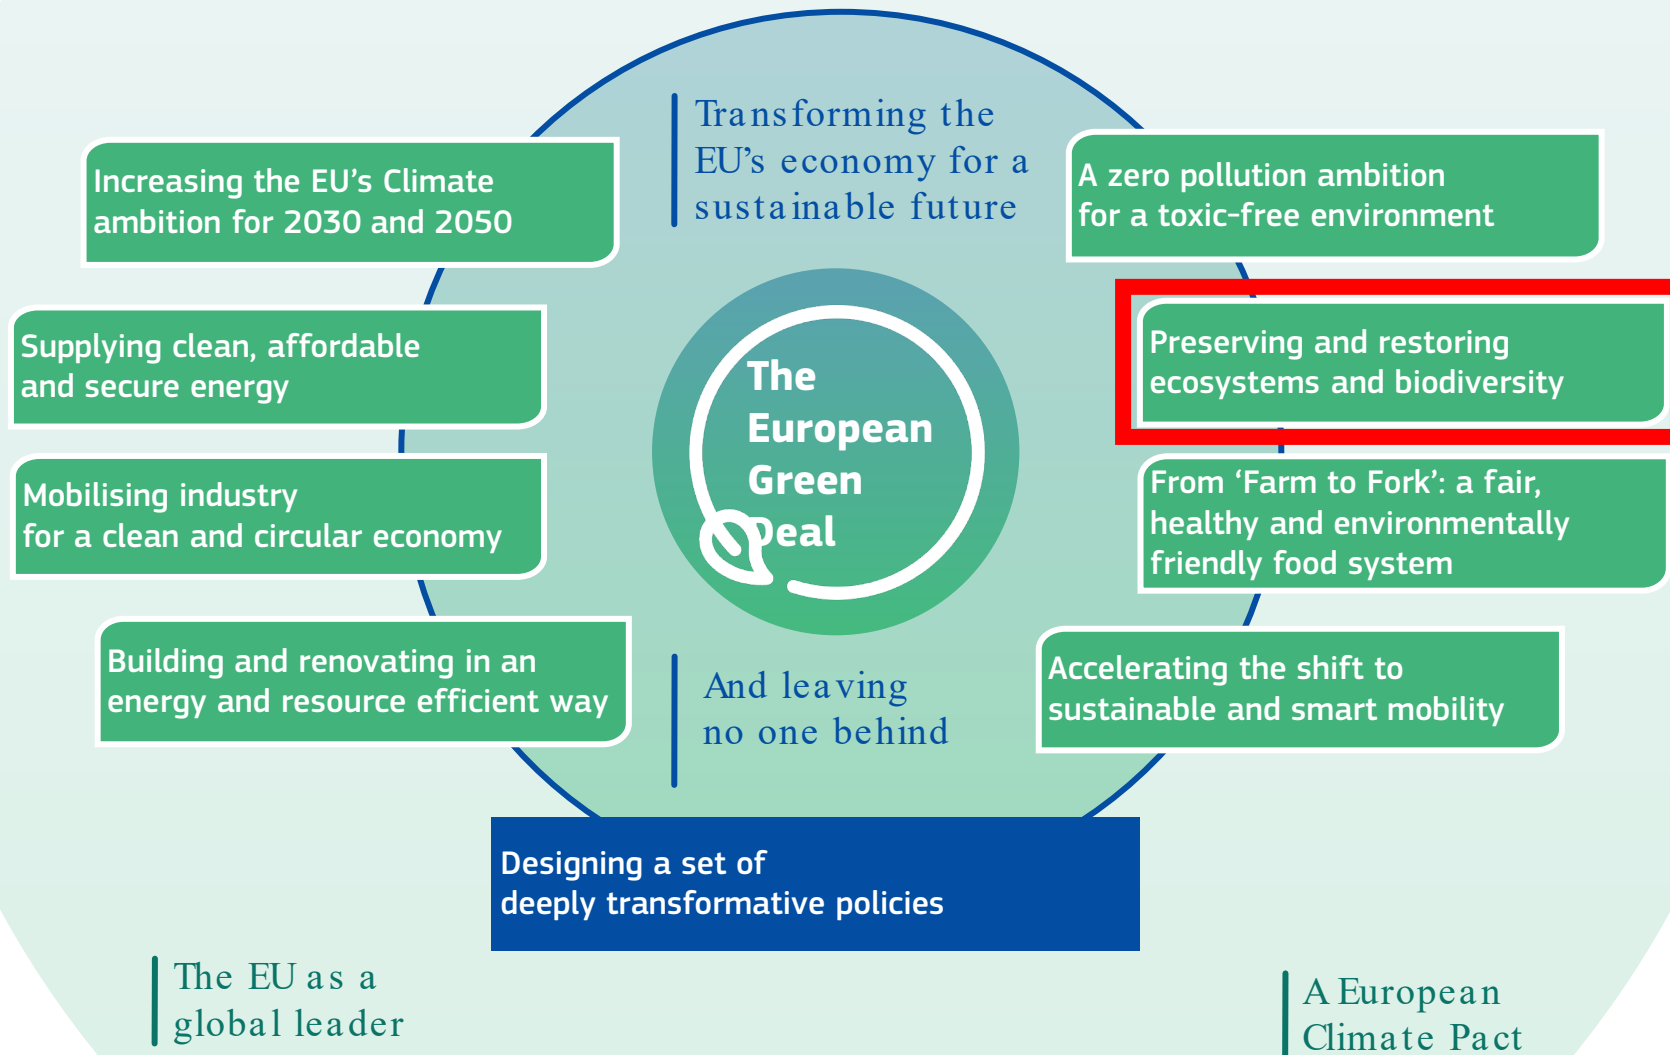 Transforming the
EU's economy for a
sustainable future
Increasing the EU's Climate
ambition for 2030 and 2050
Supplying clean, affordable
and secure energy
Mobilising industry
for a clean and circular economy
Building and renovating in an
energy and resource efficient way
The
European
Green
Deal
A zero pollution ambition
for a toxic-free environment
Preserving and restoring
ecosystems and biodiversity
From ‘Farm to Fork’: a fair,
healthy and environmentally
friendly food system
Accelerating the shift to
sustainable and smart mobility
And leaving
no one behind
Designing a set of
deeply transformative policies
The EU as a
global leader
A European
Climate Pact